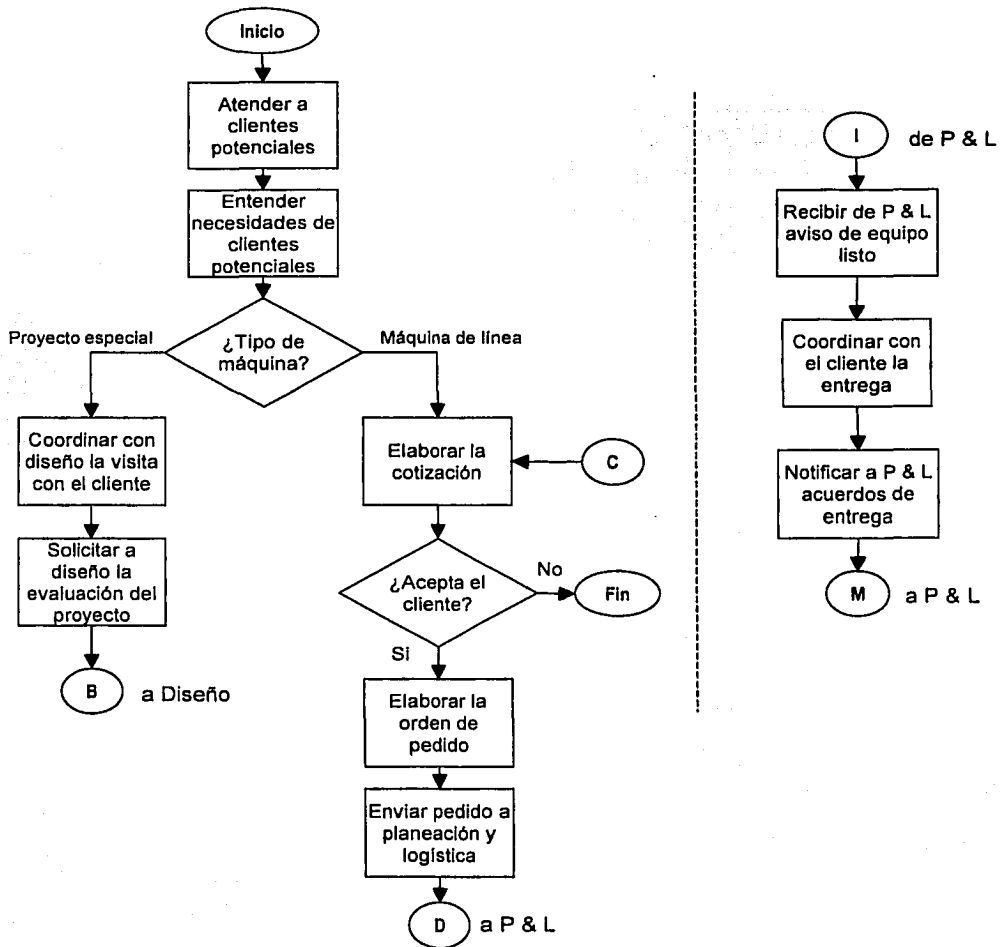 Inicio
Atender a
clientes
potenciales
Entender
necesidades de
clientes
potenciales
¿Tipo de
máquina?
Proyecto especial
Máquina de línea
Coordinar con
diseño la visita
con el cliente
Solicitar a
diseño la
evaluación del
proyecto
B
a Diseño
Elaborar la
cotización
C
¿Acepta el
cliente?
No
Fin
Si
Elaborar la
orden de
pedido
Enviar pedido a
planeación y
logística
D
a P & L
I
de P & L
Recibir de P & L
aviso de equipo
listo
Coordinar con
el cliente la
entrega
Notificar a P & L
acuerdos de
entrega
M
a P & L